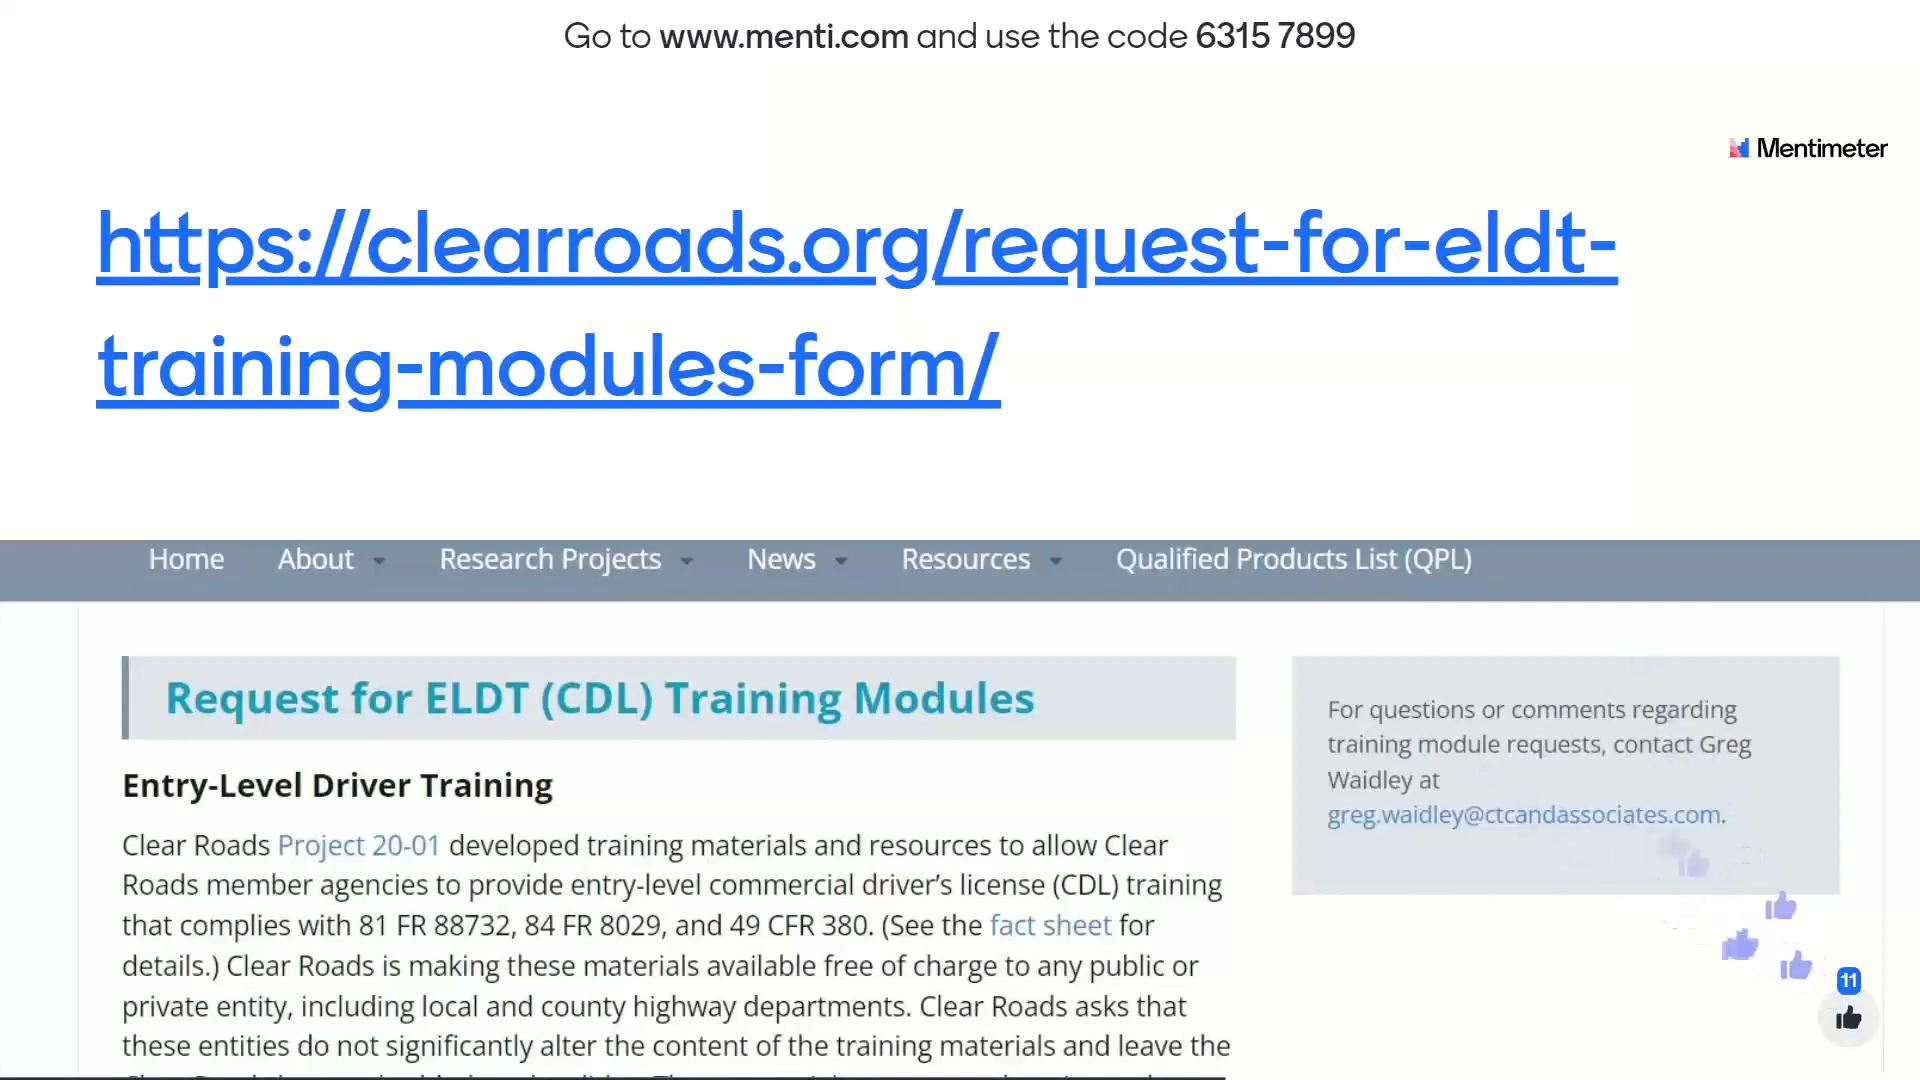 Go to www.menti.com and use the code 6315 7899
Mentimeter
https://clearroads.org/request-for-eldt-
training-modules-form/
Home About Research Projects News Resources Qualified Products List (QPL)
Request for ELDT (CDL) Training Modules
Entry-Level Driver Training
Clear Roads Project 20-01 developed training materials and resources to allow Clear
Roads member agencies to provide entry-level commercial driver's license (CDL) training
that complies with 81 FR 88732, 84 FR 8029, and 49 CFR 380. (See the fact sheet for
details.) Clear Roads is making these materials available free of charge to any public or
private entity, including local and county highway departments. Clear Roads asks that
these entities do not significantly alter the content of the training materials and leave the
For questions or comments regarding
training module requests, contact Greg
Waidley at
greg.waidley@ctcandassociates.com.
11